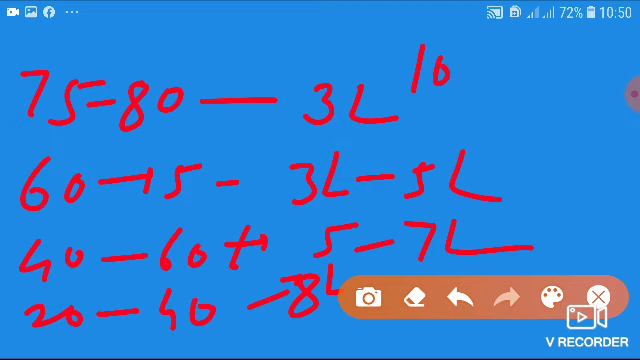 72% 10:50
75=80 — 3L 10
60 — 75 - 3L — 5L
40 — 60 + 5 — 7L
20 — 40 — 8L
V RECORDER